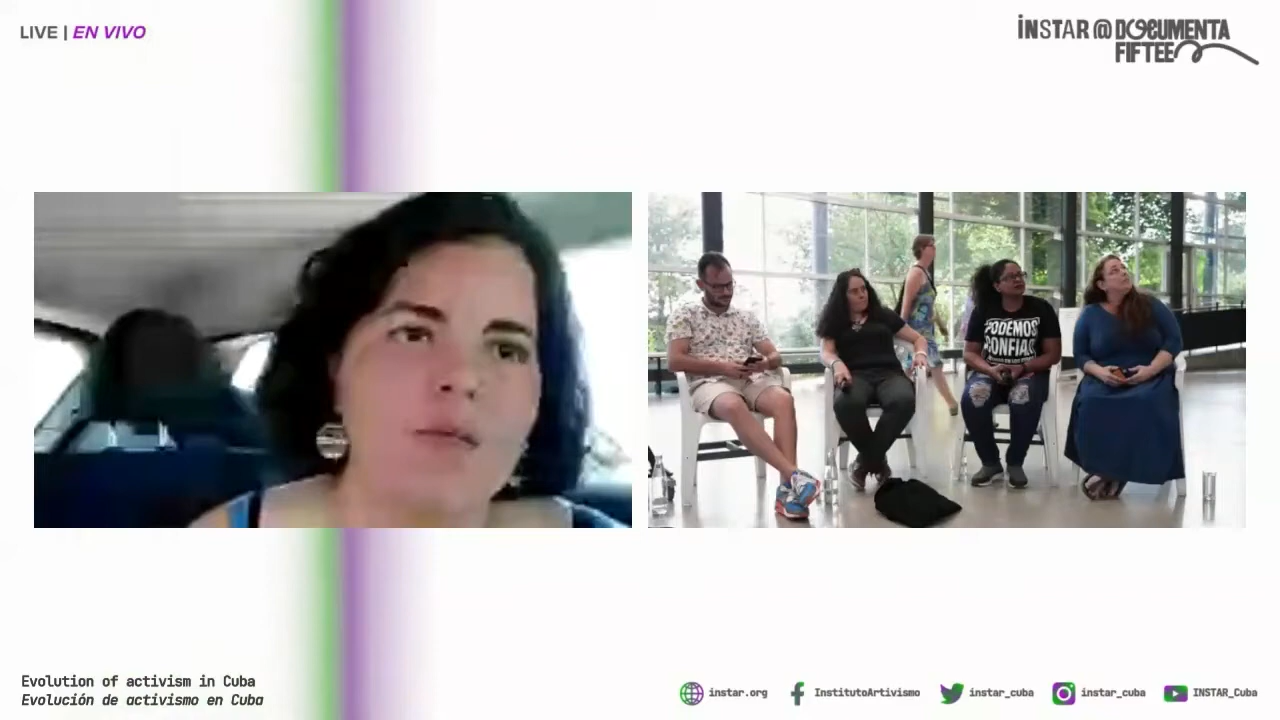 LIVE | EN VIVO
INSTAR @ DOCUMENTA
FIFTEEN
PODEMOS
CONFIAR
Evolution of activism in Cuba
Evolución de activismo en Cuba
instar.org
InstitutoArtivismo
instar_cuba
instar_cuba
INSTAR_Cuba